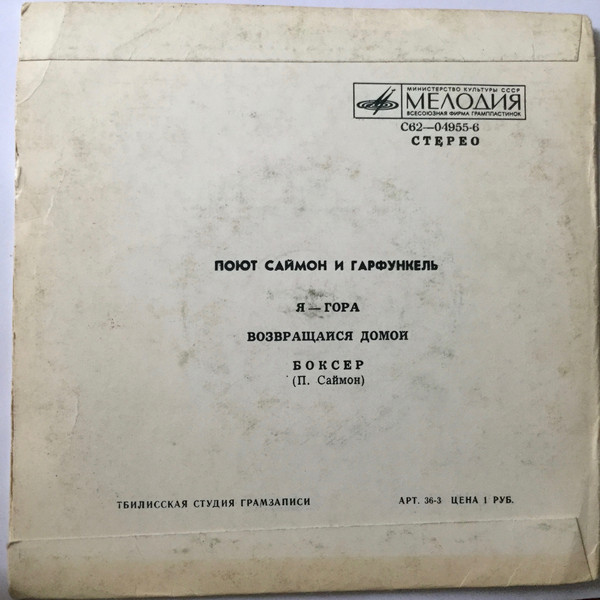 МИНИСТЕРСТВО КУЛЬТУРЫ СССР
МЕЛОДИЯ
ВСЕСОЮЗНАЯ ФИРМА ГРАМПЛАСТИНОК
С62—04955-6
СТЕРЕО
ПОЮТ САЙМОН И ГАРФУНКЕЛЬ
Я — ГОРА
ВОЗВРАЩАЙСЯ ДОМОЙ
БОКСЕР
(П. Саймон)
ТБИЛИССКАЯ СТУДИЯ ГРАМЗАПИСИ АРТ. 36-3 ЦЕНА 1 РУБ.